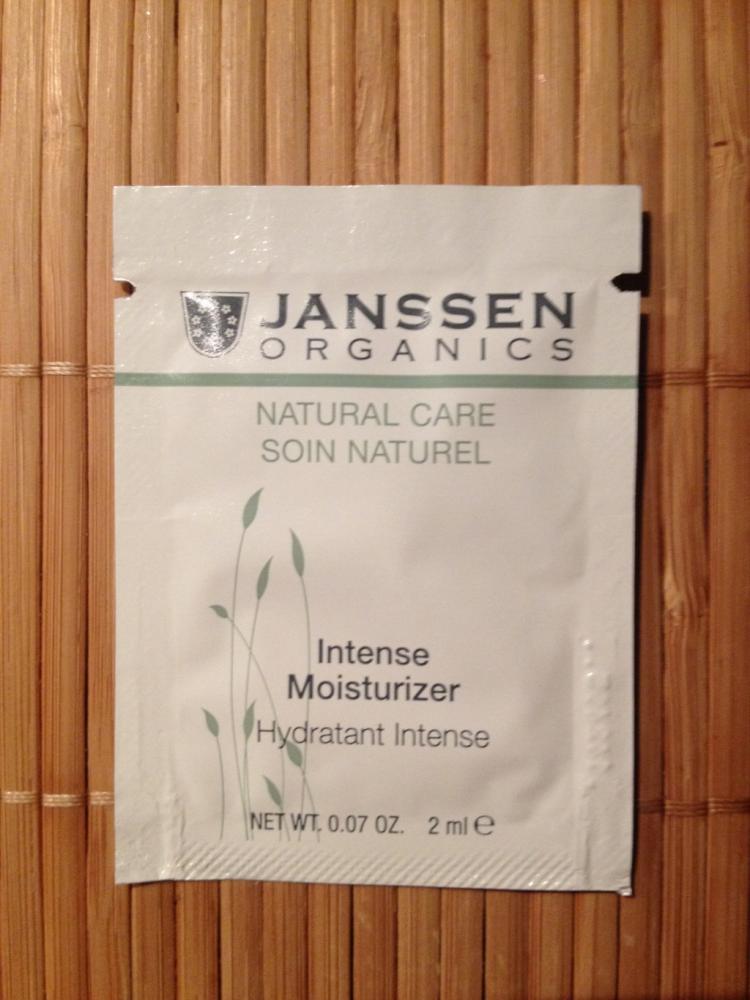 JANSSEN
ORGANICS
NATURAL CARE
SOIN NATUREL
Intense
Moisturizer
Hydratant Intense
NET WT. 0.07 OZ. 2 ml ℮